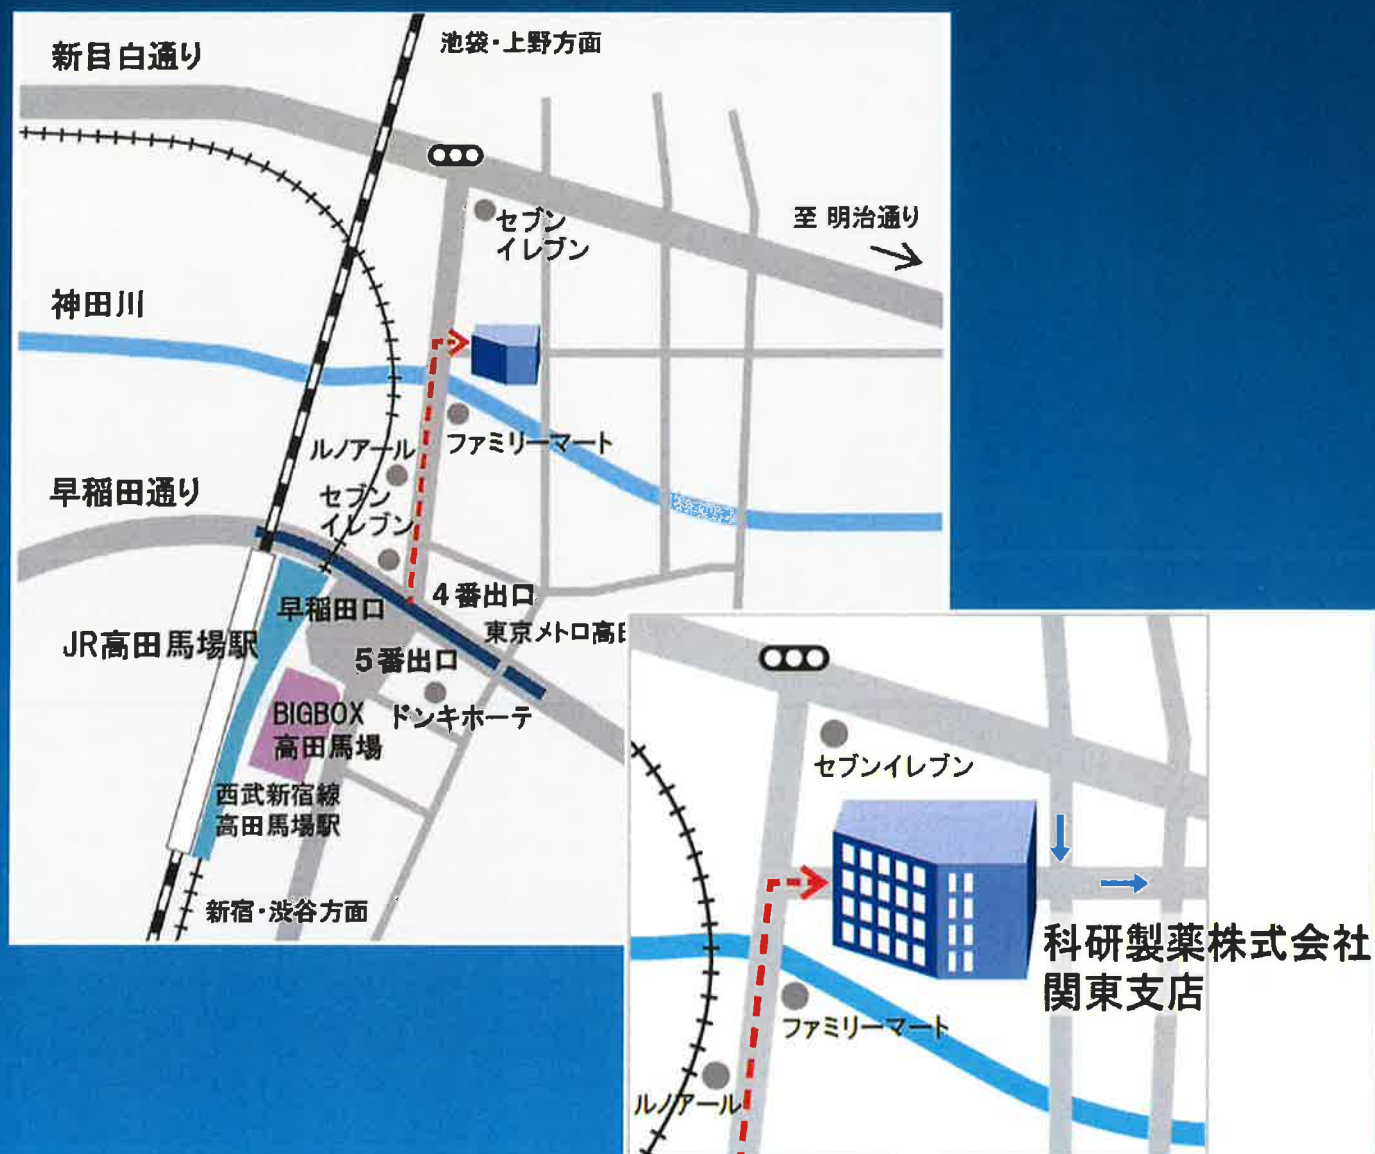 新目白通り
池袋・上野方面
セブン
イレブン
至 明治通り
神田川
ファミリーマート
ルノアール
セブン
イレブン
早稲田通り
4番出口
早稲田口
東京メトロ高
JR高田馬場駅
5番出口
BIGBOX
高田馬場
ドンキホーテ
西武新宿線
高田馬場駅
新宿・渋谷方面
セブンイレブン
科研製薬株式会社
関東支店
ファミリーマート
ルノアール